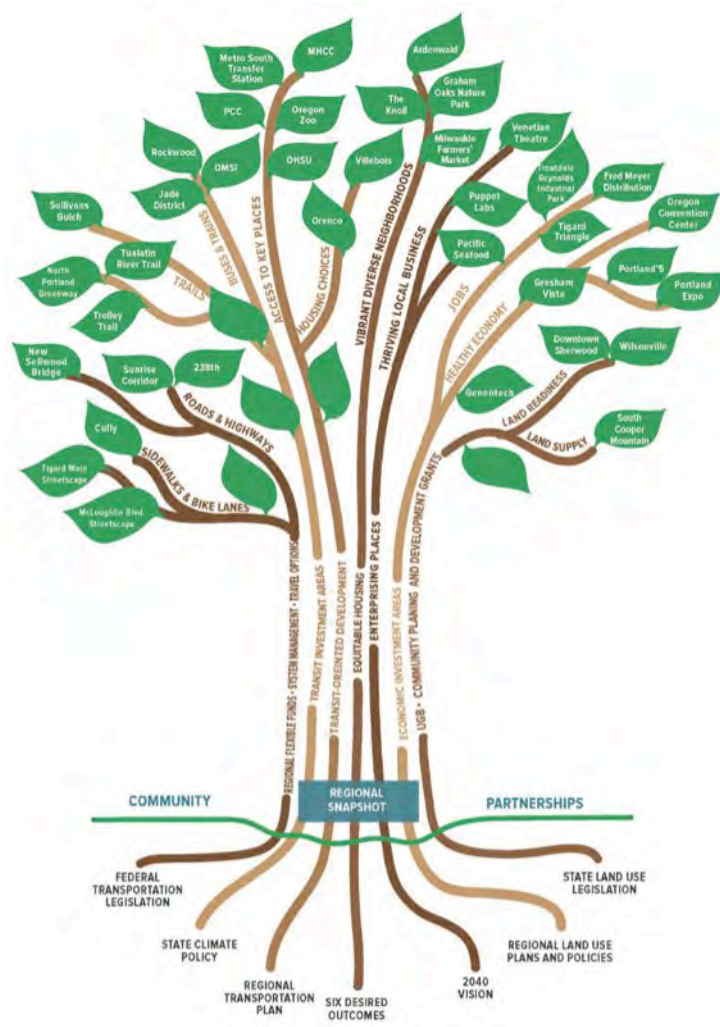 MHCC
Metro South
Transfer
Station
PCC
Oregon
Zoo
Rockwood
OMSI
OHSU
Jade
District
Villebois
Orenco
Ardenwald
Graham
Oaks Nature
Park
The
Knoll
Milwaukie
Farmers'
Market
Venetian
Theatre
Puppet
Labs
Pacific
Seafood
Troutdale
Reynolds
Industrial
Park
Fred Meyer
Distribution
Tigard
Triangle
Oregon
Convention
Center
Portland'5
Gresham
Vista
Portland
Expo
Sullivans
Gulch
Tualatin
River Trail
North
Portland
Greenway
Trolley
Trail
TRAILS
BUSES TRAINS
ACCESS TO KEY PLACES
HOUSING CHOICES
VIBRANT DIVERSE NEIGHBORHOODS
THRIVING LOCAL BUSINESS
JOBS
HEALTHY ECONOMY
New
Sellwood
Bridge
Sunrise
Corridor
238th
ROADS & HIGHWAYS
Cully
SIDEWALKS & BIKE LANES
Tigard Main
Streetscape
McLoughlin Blvd
Streetscape
Genentech
Downtown
Sherwood
Wilsonville
LAND READINESS
South
Cooper
Mountain
LAND SUPPLY
REGIONAL FLEXIBLE FUNDS • SYSTEM MANAGEMENT • TRAVEL OPTIONS
TRANSIT INVESTMENT AREAS
TRANSIT-OREINTED DEVELOPMENT
EQUITABLE HOUSING
ENTERPRISING PLACES
ECONOMIC INVESTMENT AREAS
UGB • COMMUNITY PLANING AND DEVELOPMENT GRANTS
COMMUNITY
REGIONAL
SNAPSHOT
PARTNERSHIPS
FEDERAL
TRANSPORTATION
LEGISLATION
STATE CLIMATE
POLICY
REGIONAL
TRANSPORTATION
PLAN
SIX DESIRED
OUTCOMES
2040
VISION
REGIONAL LAND USE
PLANS AND POLICIES
STATE LAND USE
LEGISLATION